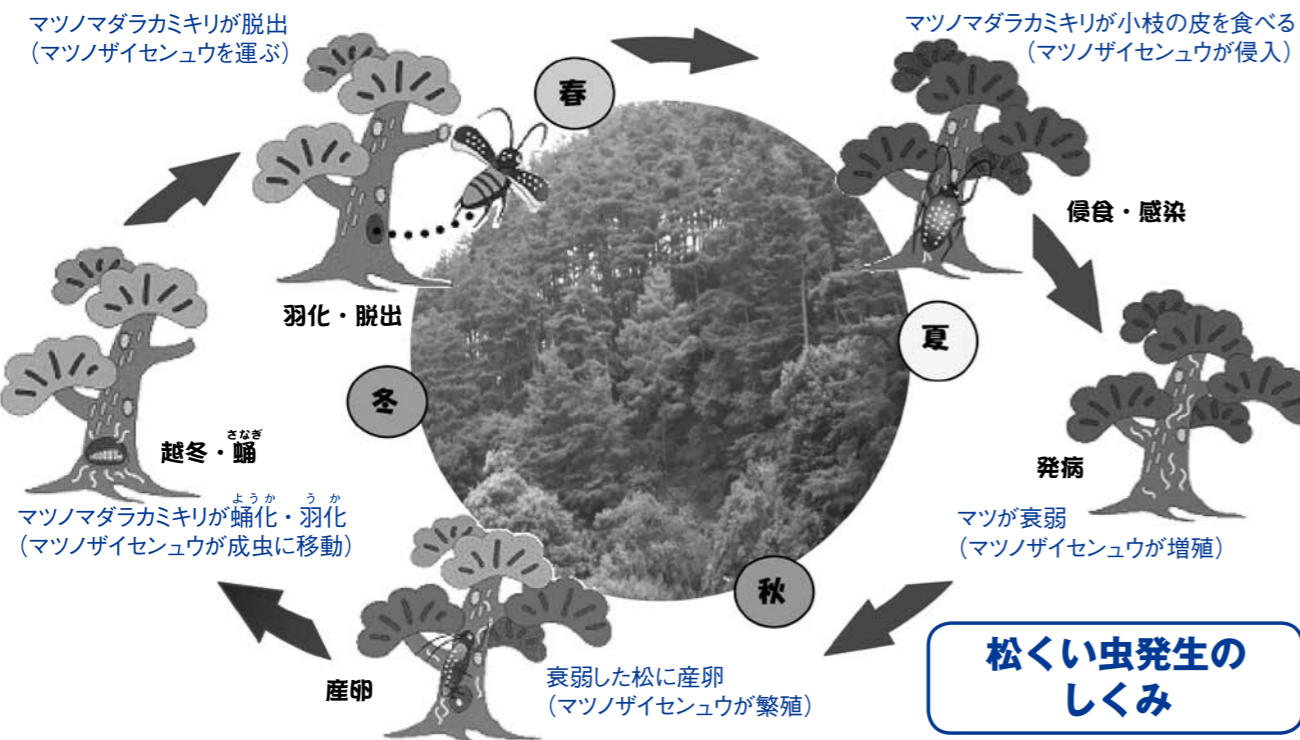 マツノマダラカミキリが脱出
（マツノザイセンュウを運ぶ）
春
マツノマダラカミキリが小枝の皮を食べる
（マツノザイセンュウが侵入）
侵食・感染
羽化・脱出
夏
冬
越冬・蛹
さなぎ
発病
マツノマダラカミキリが蛹化・羽化
ようか うか
（マツノザイセンュウが成虫に移動）
マツが衰弱
（マツノザイセンュウが増殖）
秋
産卵
衰弱した松に産卵
（マツノザイセンュウが繁殖）
松くい虫発生の
しくみ